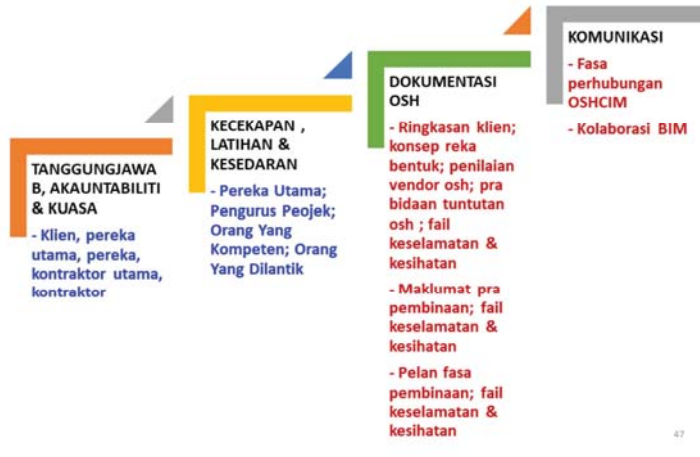 TANGGUNGJAWA
B, AKAUNTABILITI
& KUASA
- Klien, pereka
utama, pereka,
kontraktor utama,
kontraktor
KECEKAPAN ,
LATIHAN &
KESEDARAN
- Pereka Utama;
Pengurus Peojek;
Orang Yang
Kompeten; Orang
Yang Dilantik
DOKUMENTASI
OSH
- Ringkasan klien;
konsep reka
bentuk; penilaian
vendor osh; pra
bidaan tuntutan
osh ; fail
keselamatan &
kesihatan
- Maklumat pra
pembinaan; fail
keselamatan &
kesihatan
- Pelan fasa
pembinaan; fail
keselamatan &
kesihatan
KOMUNIKASI
- Fasa
perhubungan
OSHCIM
- Kolaborasi BIM
47